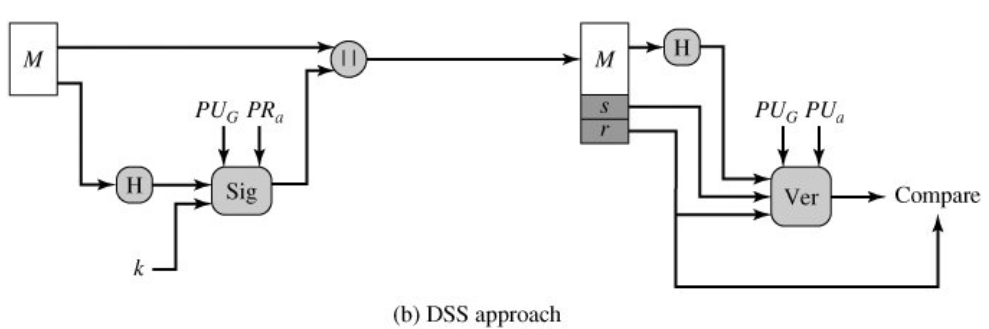 M
||
M
H
s
r
PU_G PR_a
PU_G PU_a
H
Sig
Ver
Compare
k
(b) DSS approach